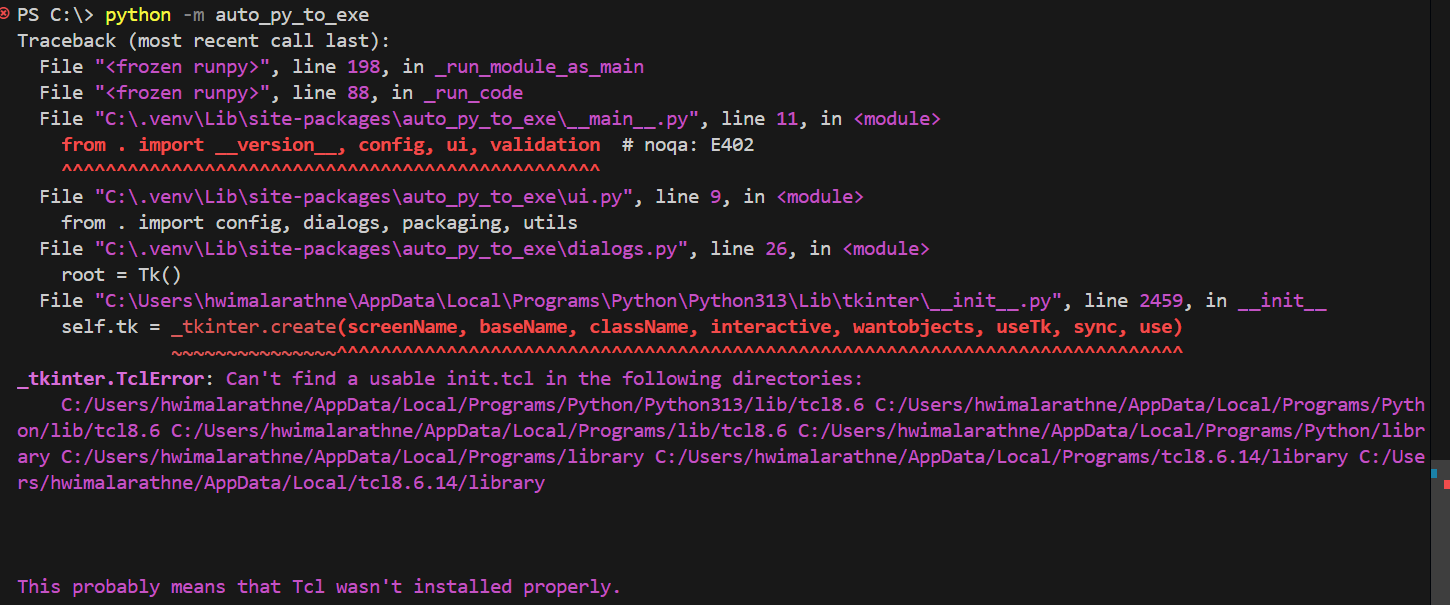 PS C:\> python -m auto_py_to_exe
Traceback (most recent call last):
  File "<frozen runpy>", line 198, in _run_module_as_main
  File "<frozen runpy>", line 88, in _run_code
  File "C:\.venv\Lib\site-packages\auto_py_to_exe\__main__.py", line 11, in <module>
    from . import __version__, config, ui, validation  # noqa: E402
    ^^^^^^^^^^^^^^^^^^^^^^^^^^^^^^^^^^^^^^^^^^^^^^^^^
  File "C:\.venv\Lib\site-packages\auto_py_to_exe\ui.py", line 9, in <module>
    from . import config, dialogs, packaging, utils
  File "C:\.venv\Lib\site-packages\auto_py_to_exe\dialogs.py", line 26, in <module>
    root = Tk()
  File "C:\Users\hwimalarathne\AppData\Local\Programs\Python\Python313\Lib\tkinter\__init__.py", line 2459, in __init__
    self.tk = _tkinter.create(screenName, baseName, className, interactive, wantobjects, useTk, sync, use)
              ~~~~~~~~~~~~~~~^^^^^^^^^^^^^^^^^^^^^^^^^^^^^^^^^^^^^^^^^^^^^^^^^^^^^^^^^^^^^^^^^^^^^^^^^^^^^
_tkinter.TclError: Can't find a usable init.tcl in the following directories:
    C:/Users/hwimalarathne/AppData/Local/Programs/Python/Python313/lib/tcl8.6 C:/Users/hwimalarathne/AppData/Local/Programs/Pyth
on/lib/tcl8.6 C:/Users/hwimalarathne/AppData/Local/Programs/lib/tcl8.6 C:/Users/hwimalarathne/AppData/Local/Programs/Python/libr
ary C:/Users/hwimalarathne/AppData/Local/Programs/library C:/Users/hwimalarathne/AppData/Local/Programs/tcl8.6.14/library C:/Use
rs/hwimalarathne/AppData/Local/tcl8.6.14/library
This probably means that Tcl wasn't installed properly.